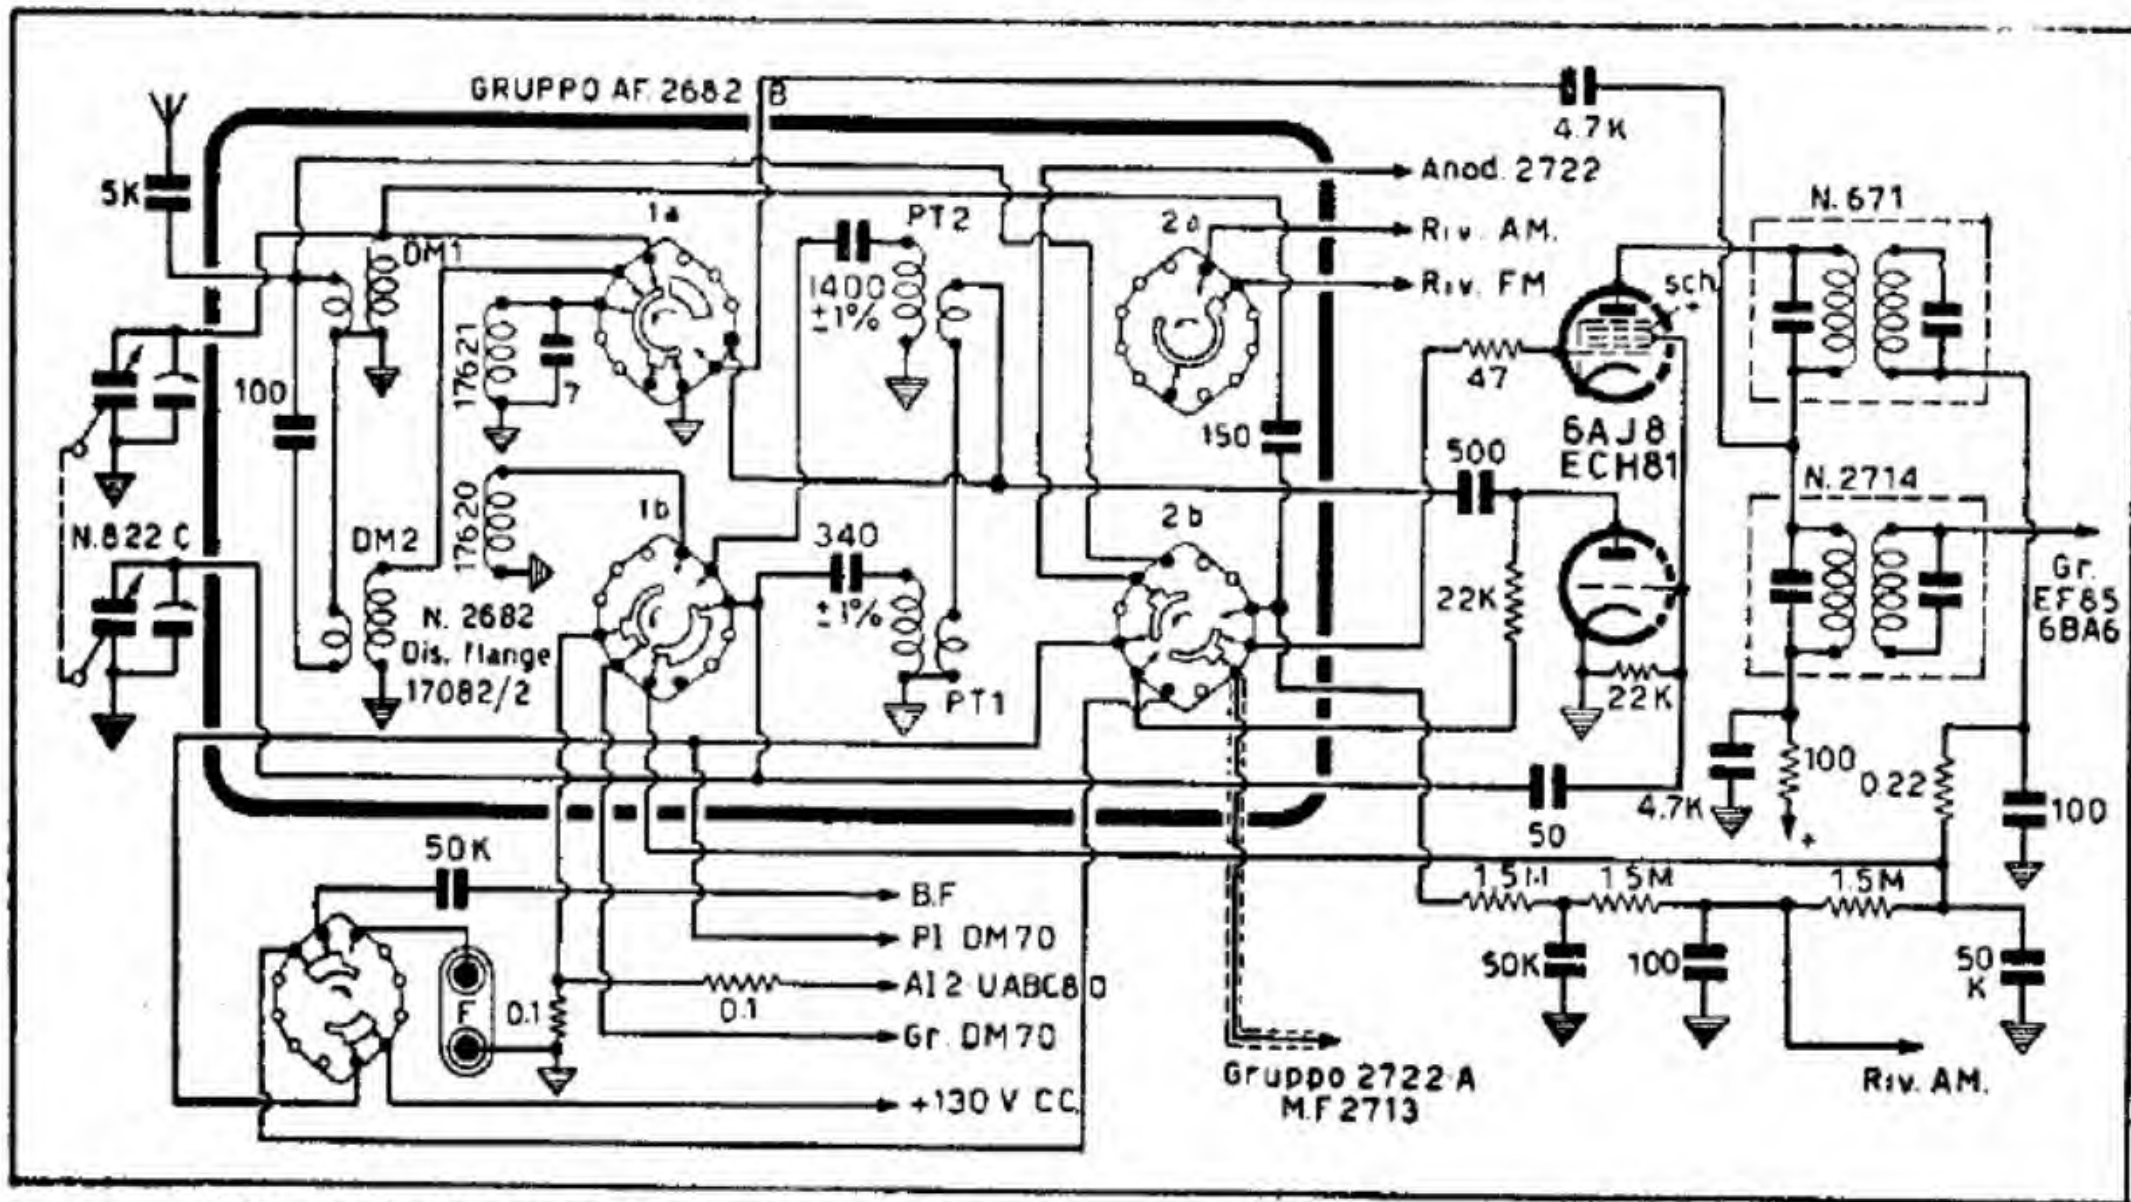 GRUPPO AF. 2682 B
4.7K
5K
Anod. 2722
N. 671
1a
PT2
2a
DM1
Riv. AM.
Riv. FM
sch
+
1400
±1%
17621
7
47
100
150
6AJ8
ECH81
500
N. 2714
17620
1b
N.822 C
DM2
340
±1%
2b
22K
Gr.
EF85
6BA6
N. 2682
Dis. flange
17082/2
PT1
22K
4.7K
100
0.22
100
+
50
50K
B.F
1.5M
1.5M
1.5M
Pl DM70
50K
100
50
K
Al 2 UABC80
F
0.1
0.1
Gr. DM70
Gruppo 2722 A
M.F 2713
Riv. AM.
+130 V CC.